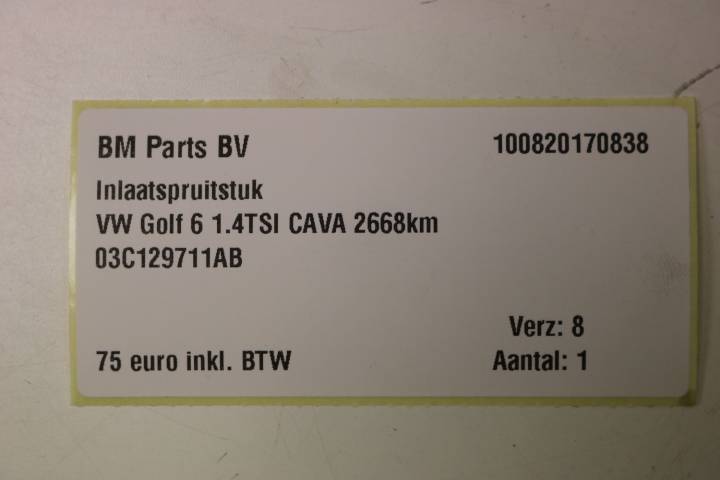 BM Parts BV 100820170838
Inlaatspruitstuk
VW Golf 6 1.4TSI CAVA 2668km
03C129711AB
Verz: 8
75 euro inkl. BTW Aantal: 1